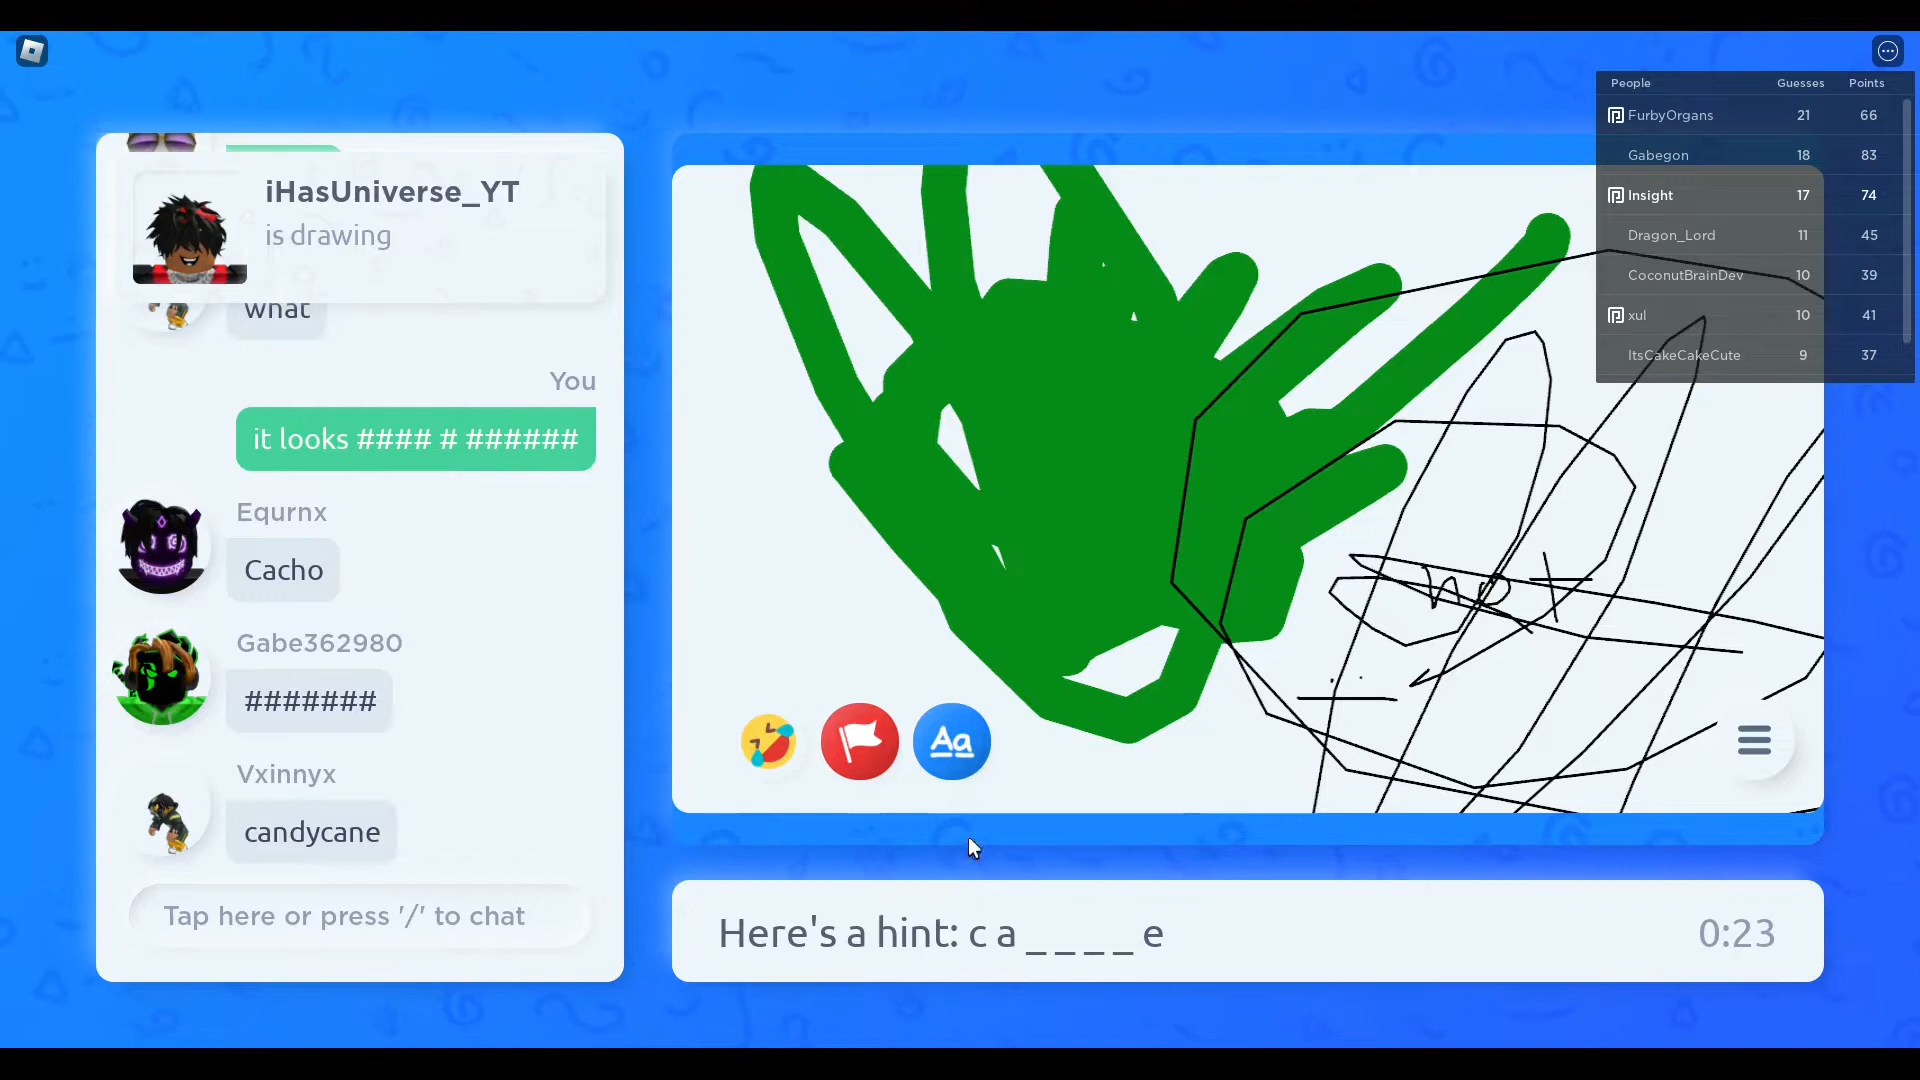 People Guesses Points
FurbyOrgans 21 66
Gabegon 18 83
Insight 17 74
Dragon_Lord 11 45
CoconutBrainDev 10 39
xul 10 41
ItsCakeCakeCute 9 37
iHasUniverse_YT
is drawing
what
You
it looks #### # ######
Equrnx
Cacho
Gabe362980
#######
Vxinnyx
candycane
Tap here or press '/' to chat
not
Aa
Here's a hint: c a _ _ _ _ e
0:23